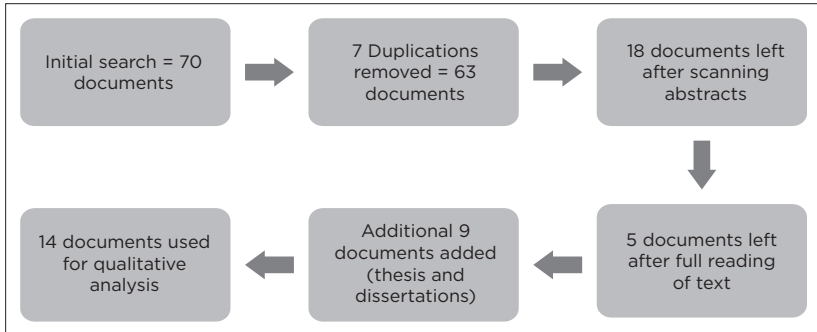 Initial search = 70
documents
7 Duplications
removed = 63
documents
18 documents left
after scanning
abstracts
5 documents left
after full reading
of text
Additional 9
documents added
(thesis and
dissertations)
14 documents used
for qualitative
analysis